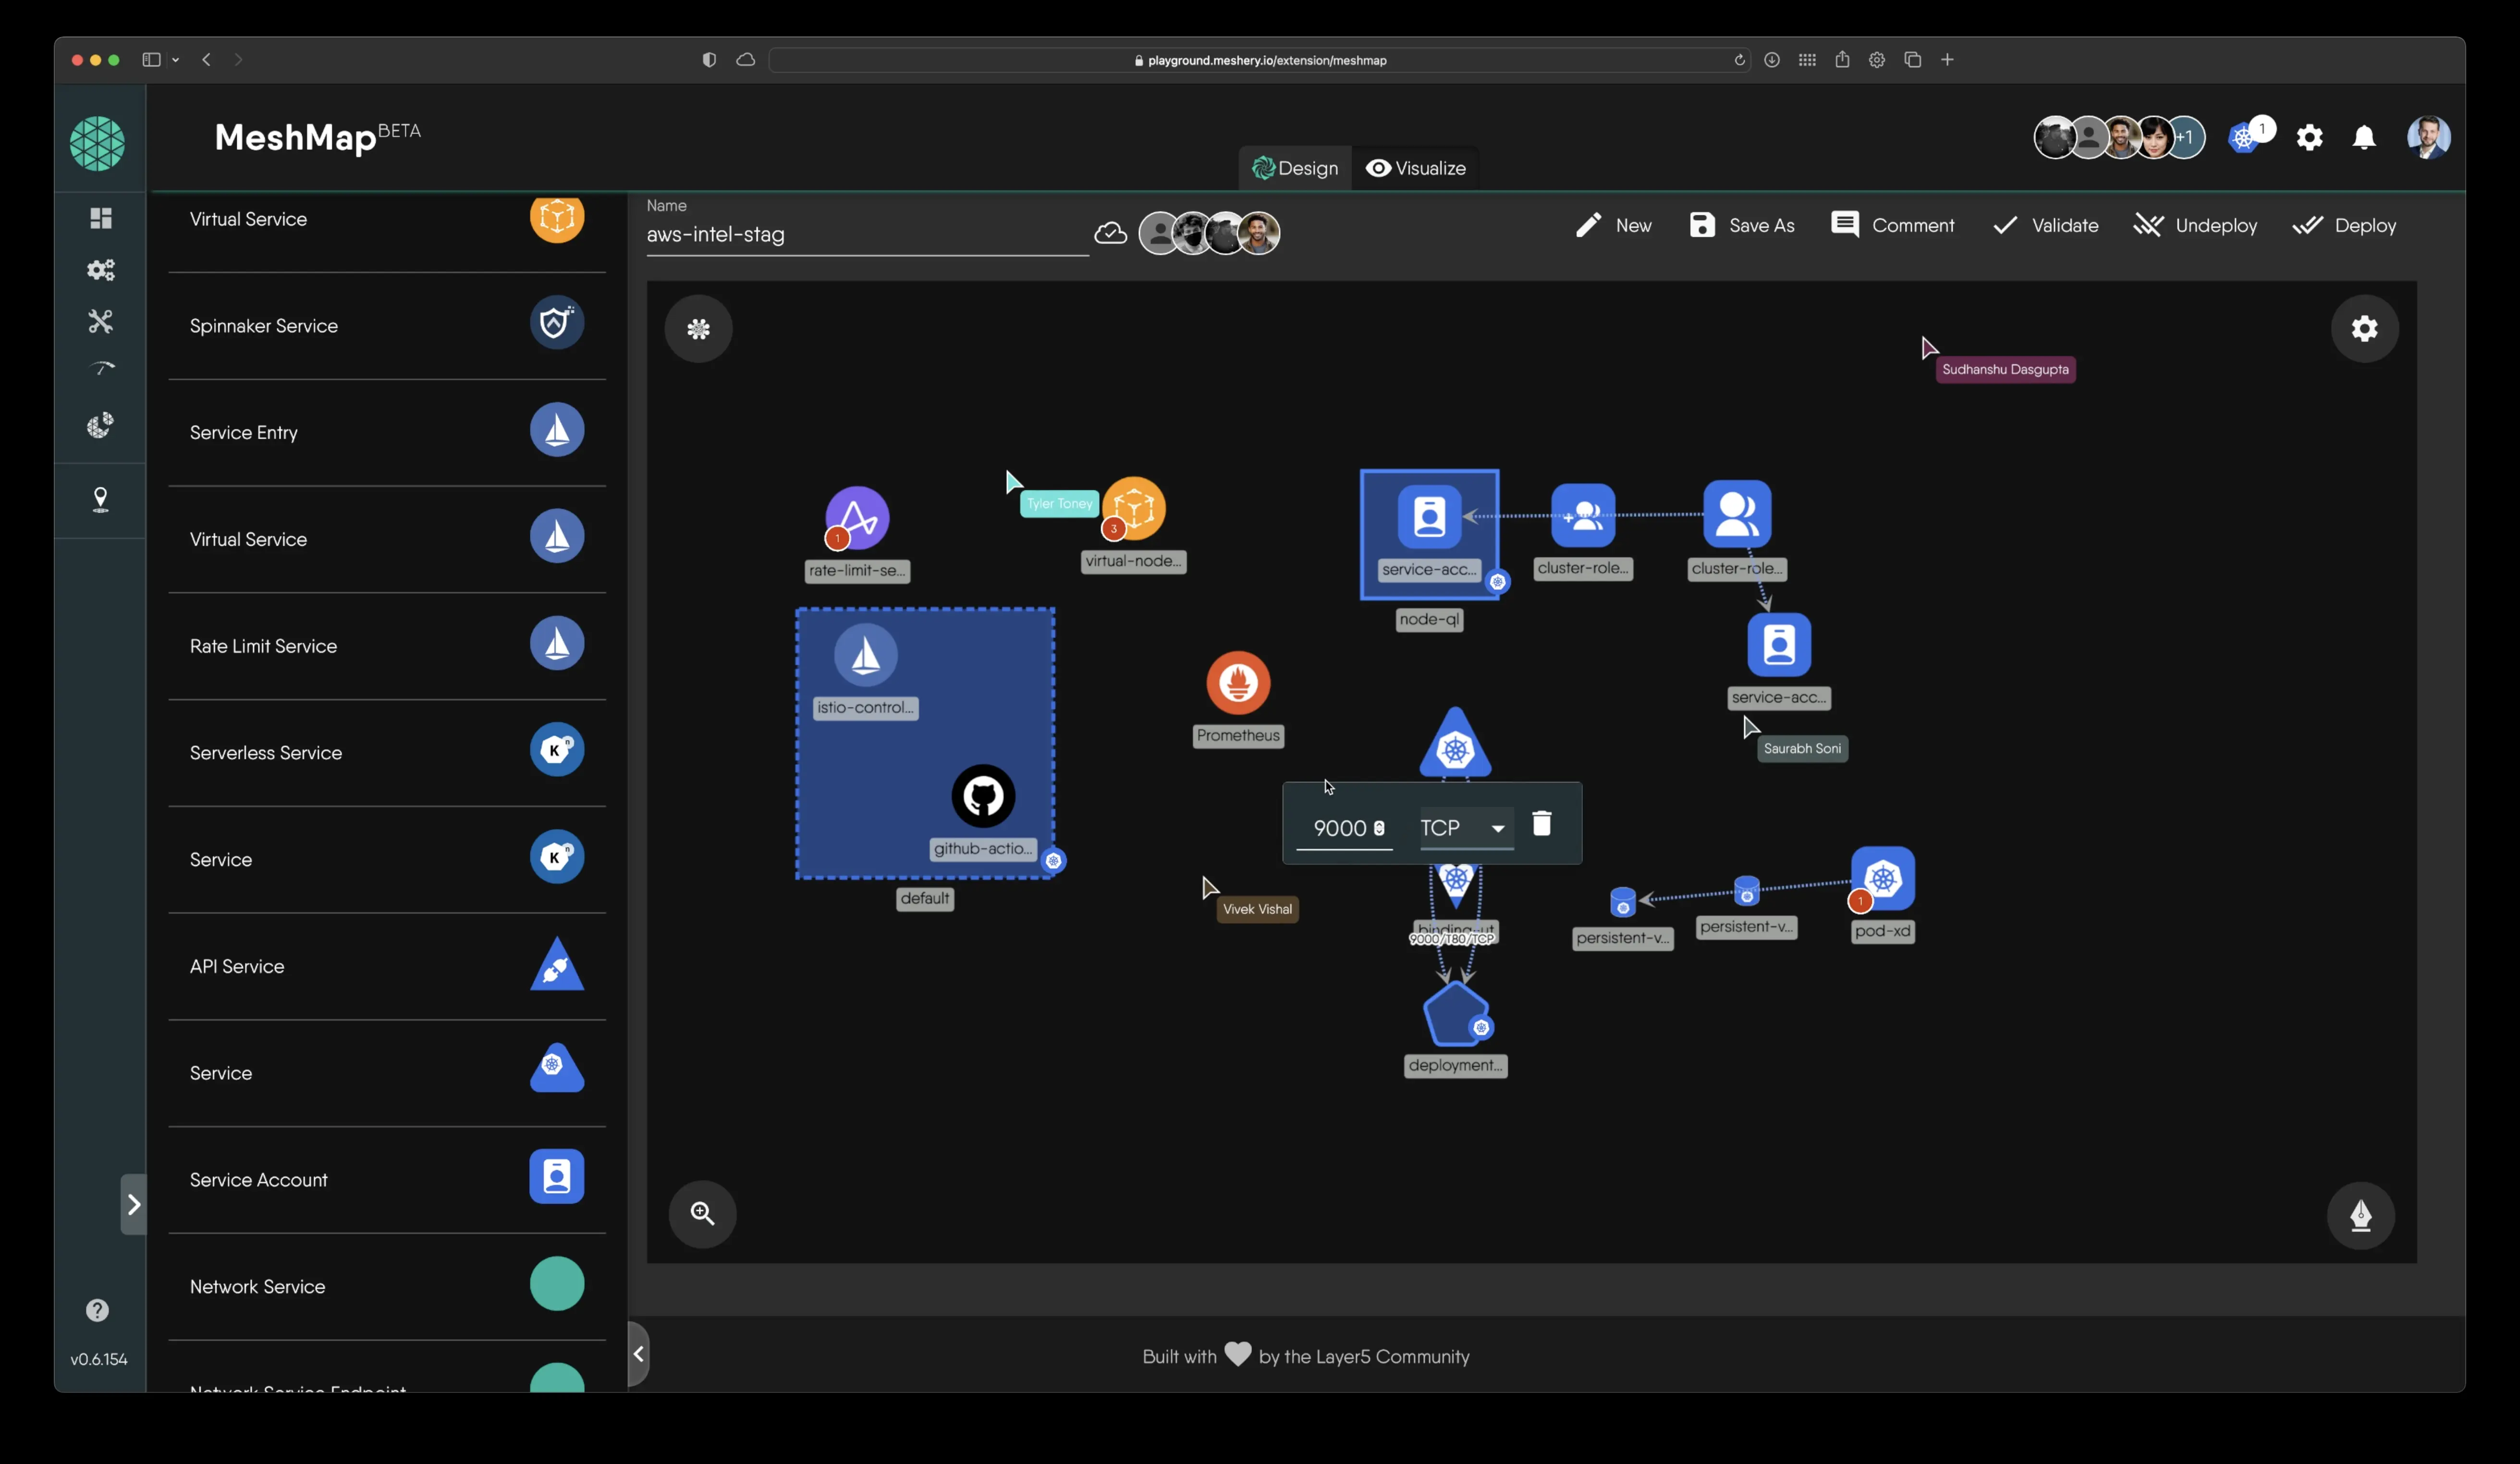 playground.meshery.io/extension/meshmap
MeshMap BETA
Design
Visualize
+1
1
Name
aws-intel-stag
New
Save As
Comment
Validate
Undeploy
Deploy
Virtual Service
Spinnaker Service
Service Entry
Virtual Service
Rate Limit Service
Serverless Service
Service
API Service
Service
Service Account
Network Service
Network Service Endpoint
K n
K n
v0.6.154
Sudhanshu Dasgupta
Tyler Toney
1
rate-limit-se...
3
virtual-node...
service-acc...
cluster-role...
cluster-role...
node-ql
istio-control...
service-acc...
Saurabh Soni
Prometheus
9000
TCP
github-actio...
default
Vivek Vishal
9000/T80/TCP
persistent-v...
persistent-v...
1
pod-xd
deployment...
Built with by the Layer5 Community